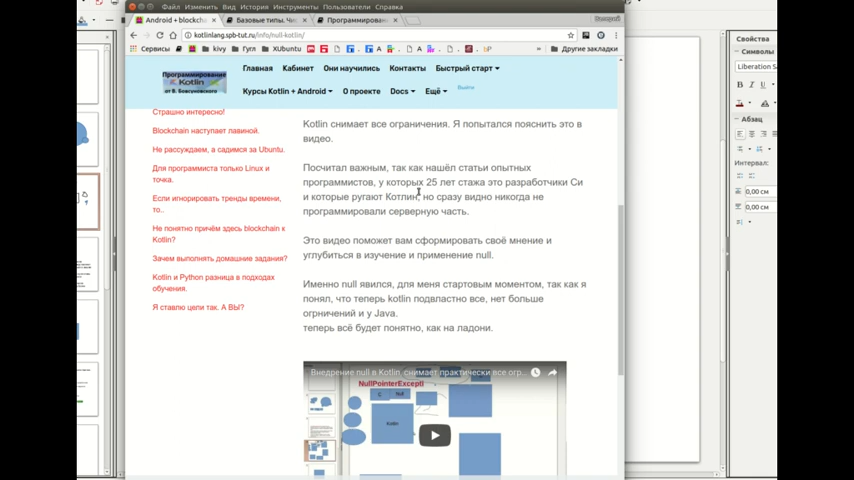 Файл Изменить Вид История Инструменты Пользователи Справка
Android + blockcha
Базовые типы. Чис
Программирован
kotlinlang.spb-tut.ru/info/null-kotlin/
Сервисы
kivy
Гугл
XUbuntu
Другие закладки
Программирование
Kotlin
Главная Кабинет Они научились Контакты Быстрый старт
Курсы Kotlin + Android О проекте Docs Ещё
Страшно интересно!
Blockchain наступает лавиной.
Не рассуждаем, а садимся за Ubuntu.
Для программиста только Linux и
точка.
Если игнорировать тренды времени,
то..
Не понятно причём здесь blockchain к
Kotlin?
Зачем выполнять домашние задания?
Kotlin и Python разница в подходах
обучения.
Я ставлю цели так. А ВЫ?
Kotlin снимает все ограничения. Я попытался пояснить это в
видео.
Посчитал важным, так как нашёл статьи опытных
программистов, у которых 25 лет стажа это разработчики Си
и которые ругают Котлин, но сразу видно никогда не
программировали серверную часть.
Это видео поможет вам сформировать своё мнение и
углубиться в изучение и применение null.
Именно null явился, для меня стартовым моментом, так как я
понял, что теперь kotlin подвластно все, нет больше
огрничений и у Java.
теперь всё будет понятно, как на ладони.
Внедрение null в Kotlin, снимает практически все огр...
NullPointerExcepti
Null
Kotlin
Свойства
Символы
Liberation S
Абзац
Интервал:
0,00 см
0,00 см